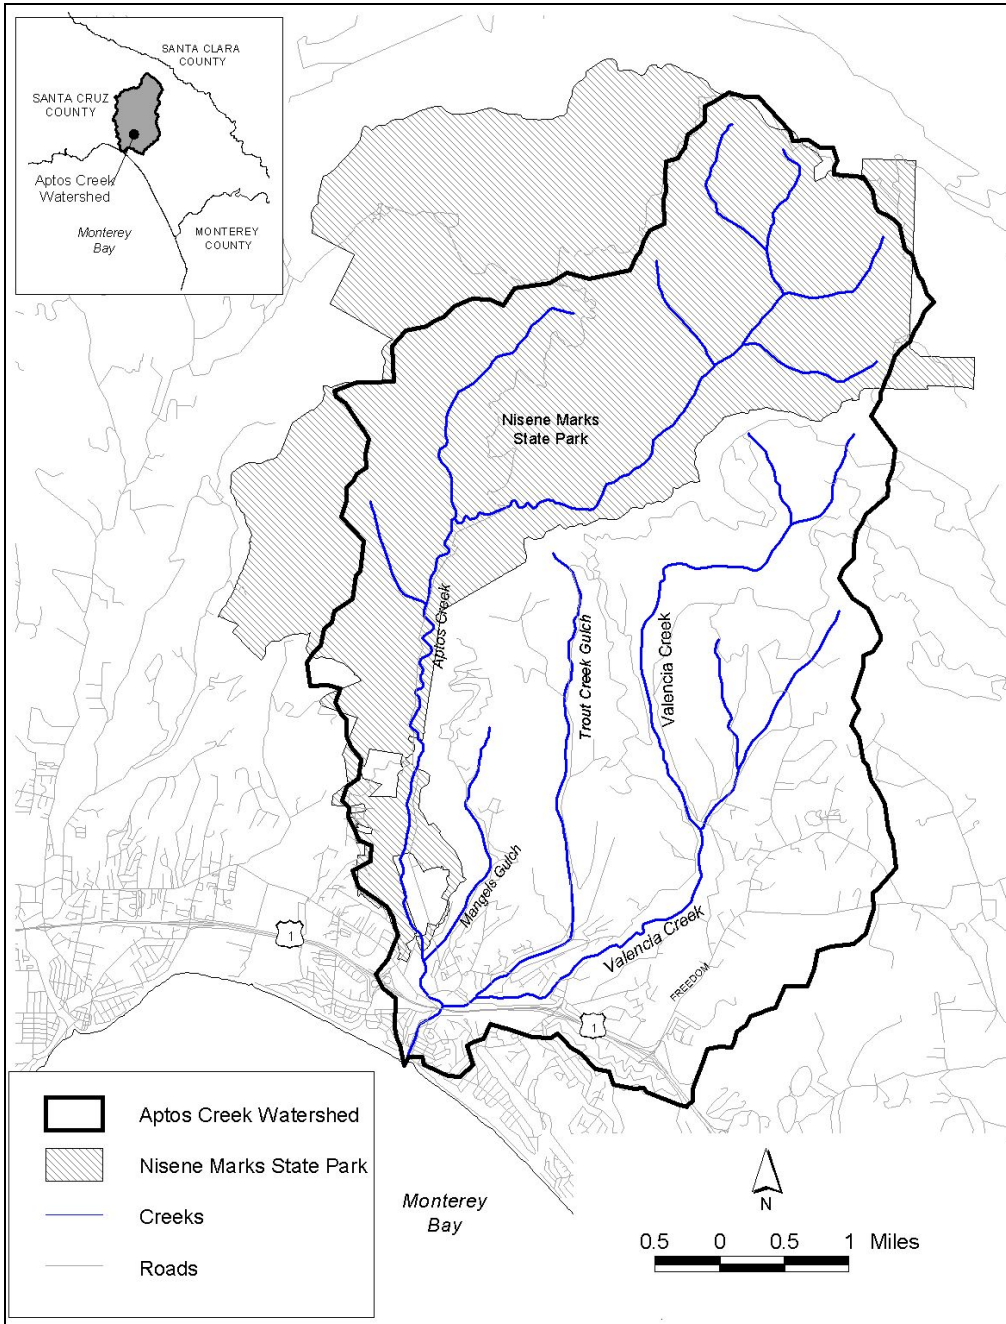 SANTA CLARA
COUNTY
SANTA CRUZ
COUNTY
Aptos Creek
Watershed
Monterey
Bay
MONTEREY
COUNTY
Nisene Marks
State Park
Aptos Creek
Trout Creek Gulch
Valencia Creek
Mangels Gulch
Valencia Creek
FREEDOM
1
1
Aptos Creek Watershed
Nisene Marks State Park
Creeks
Roads
Monterey
Bay
N
0.5 0 0.5 1 Miles